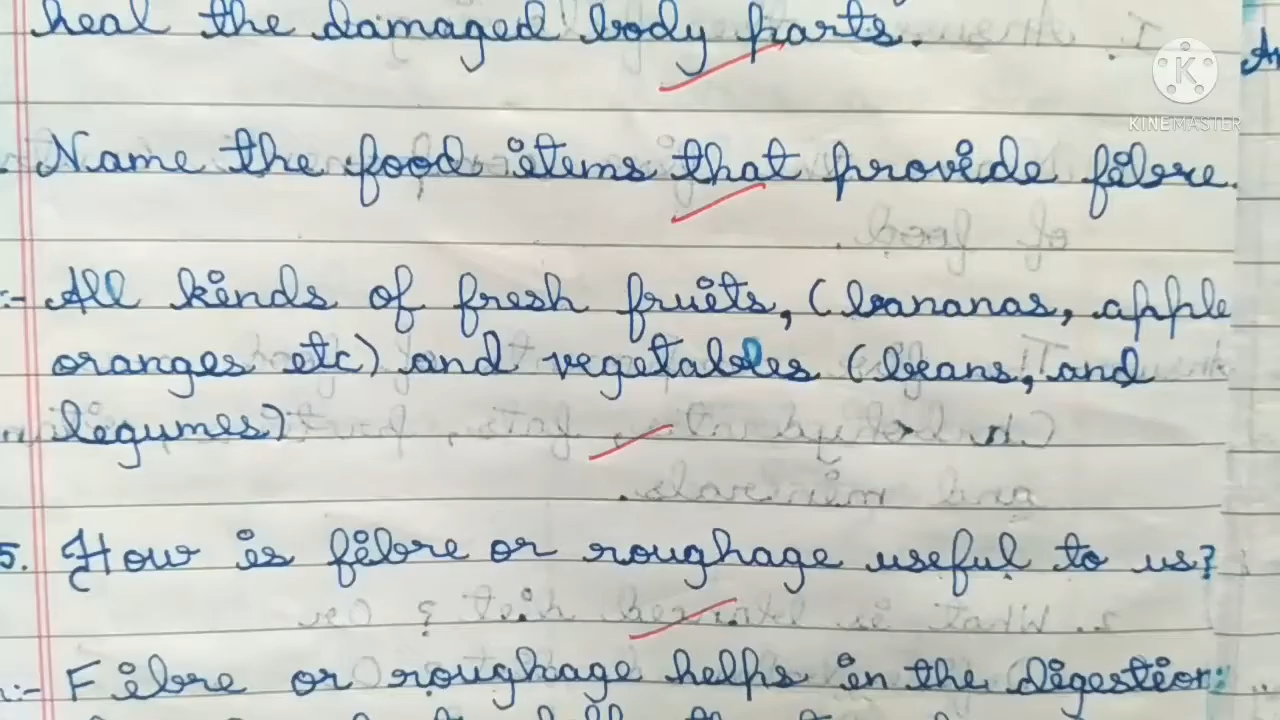 heal the damaged body parts.
Name the food items that provide fibre.
:- All kinds of fresh fruits, (bananas, apple
oranges etc) and vegetables (beans, and
legumes)
5. How is fibre or roughage useful to us?
:- Fibre or roughage helps in the digestion
KINEMASTER